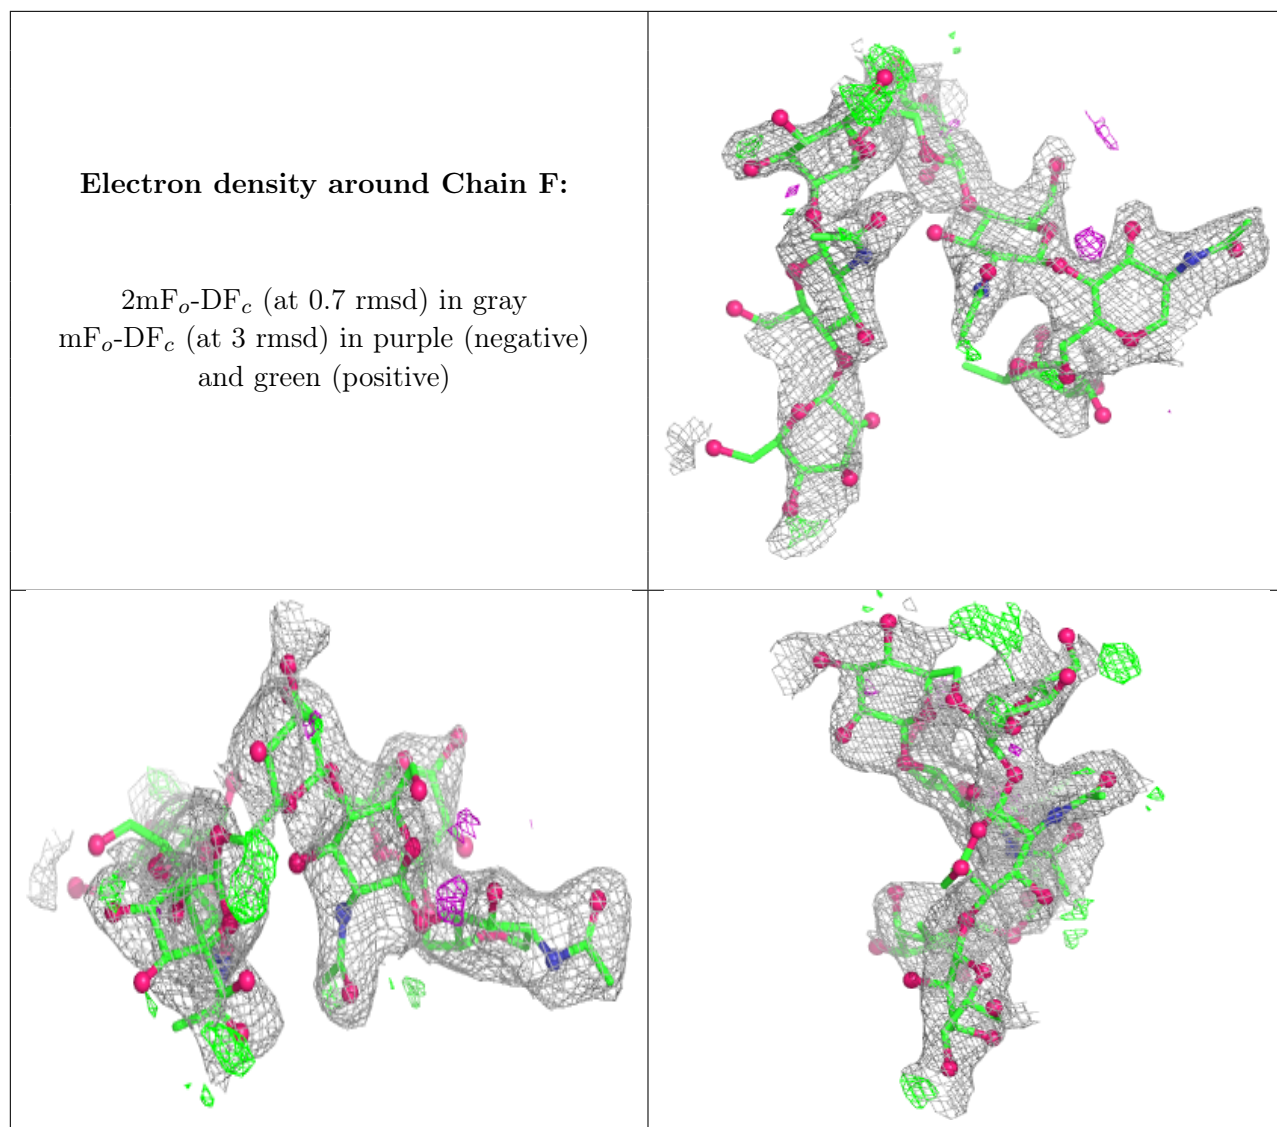 Electron density around Chain F:
2mFₒ-DF𝑐 (at 0.7 rmsd) in gray
mFₒ-DF𝑐 (at 3 rmsd) in purple (negative)
and green (positive)